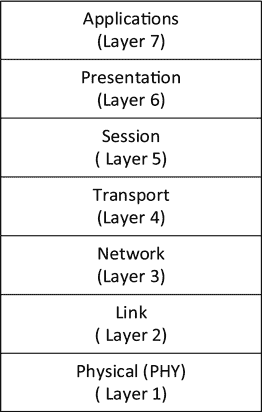 Applications
(Layer 7)
Presentation
(Layer 6)
Session
( Layer 5)
Transport
(Layer 4)
Network
(Layer 3)
Link
( Layer 2)
Physical (PHY)
( Layer 1)